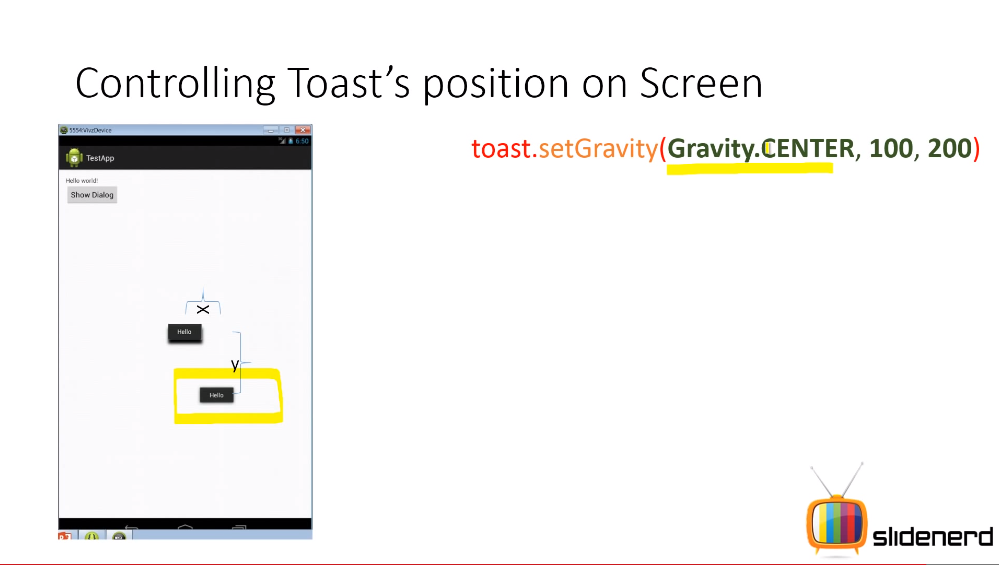 Controlling Toast's position on Screen
5554:VivzDevice
6:50
TestApp
Hello world!
Show Dialog
toast.setGravity(Gravity.CENTER, 100, 200)
x
Hello
y
Hello
slidenerd